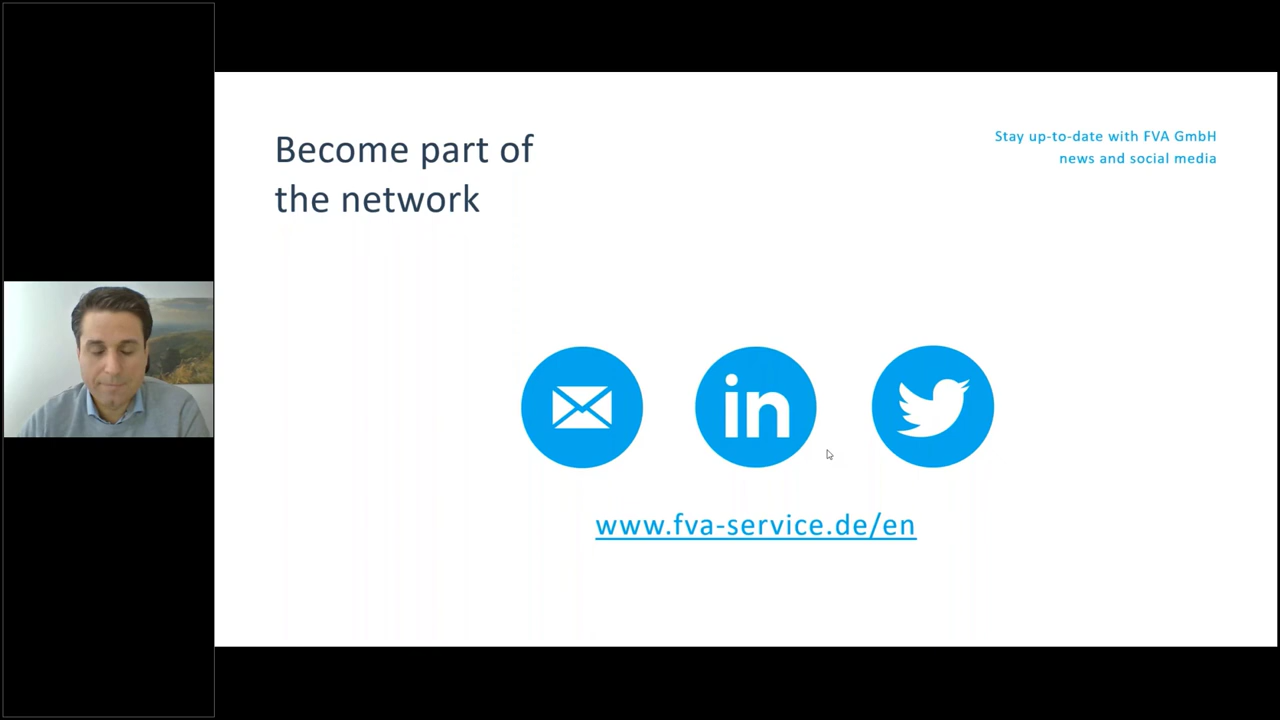 Become part of
the network
Stay up-to-date with FVA GmbH
news and social media
in
www.fva-service.de/en